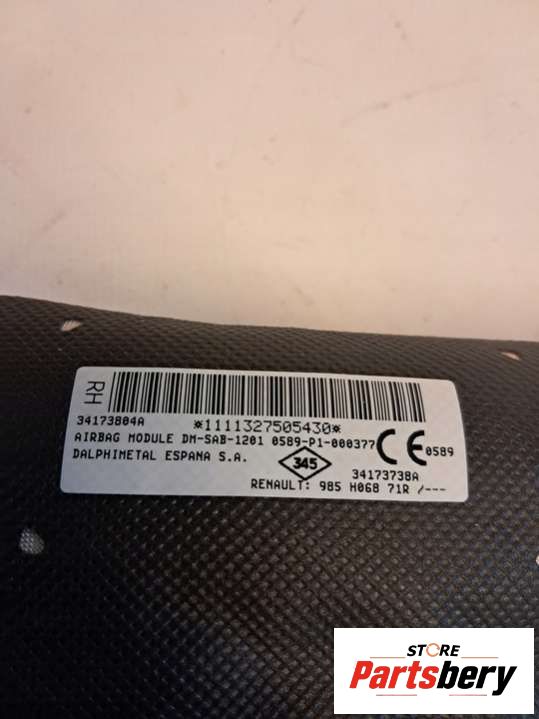 RH
34173804A
*1111327505430*
AIRBAG MODULE DM-SAB-1201 0589-P1-000377
CE 0589
DALPHIMETAL ESPANA S.A.
345
34173738A
RENAULT: 985 H068 71R /---
STORE
Partsbery